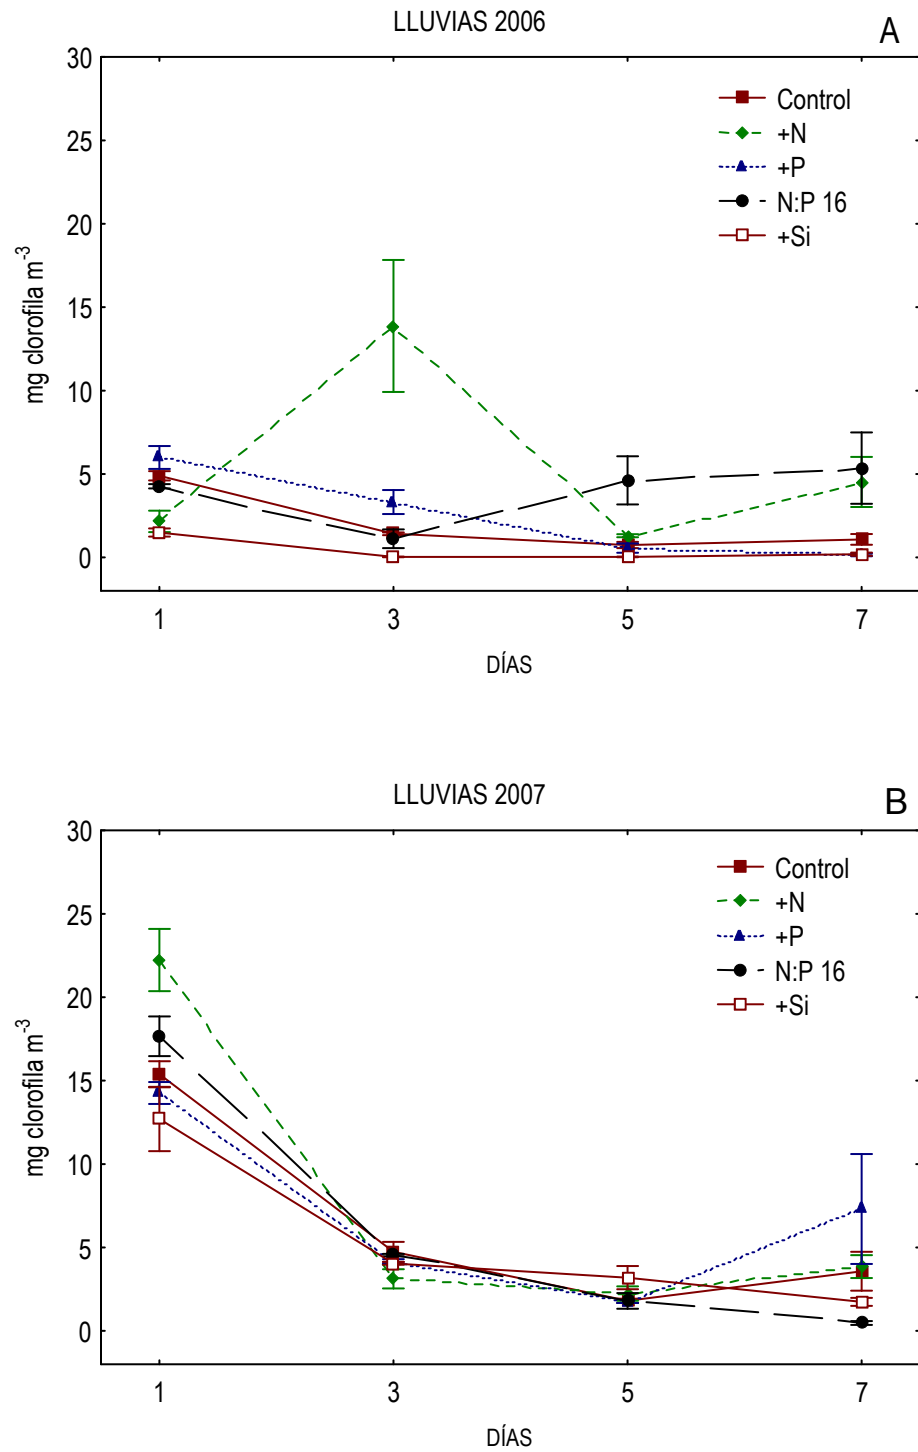 LLUVIAS 2006
A
30
25
20
15
10
5
0
mg clorofila m-3
Control
+N
+P
N:P 16
+Si
1 3 5 7
DÍAS
LLUVIAS 2007
B
30
25
20
15
10
5
0
mg clorofila m-3
Control
+N
+P
N:P 16
+Si
1 3 5 7
DÍAS